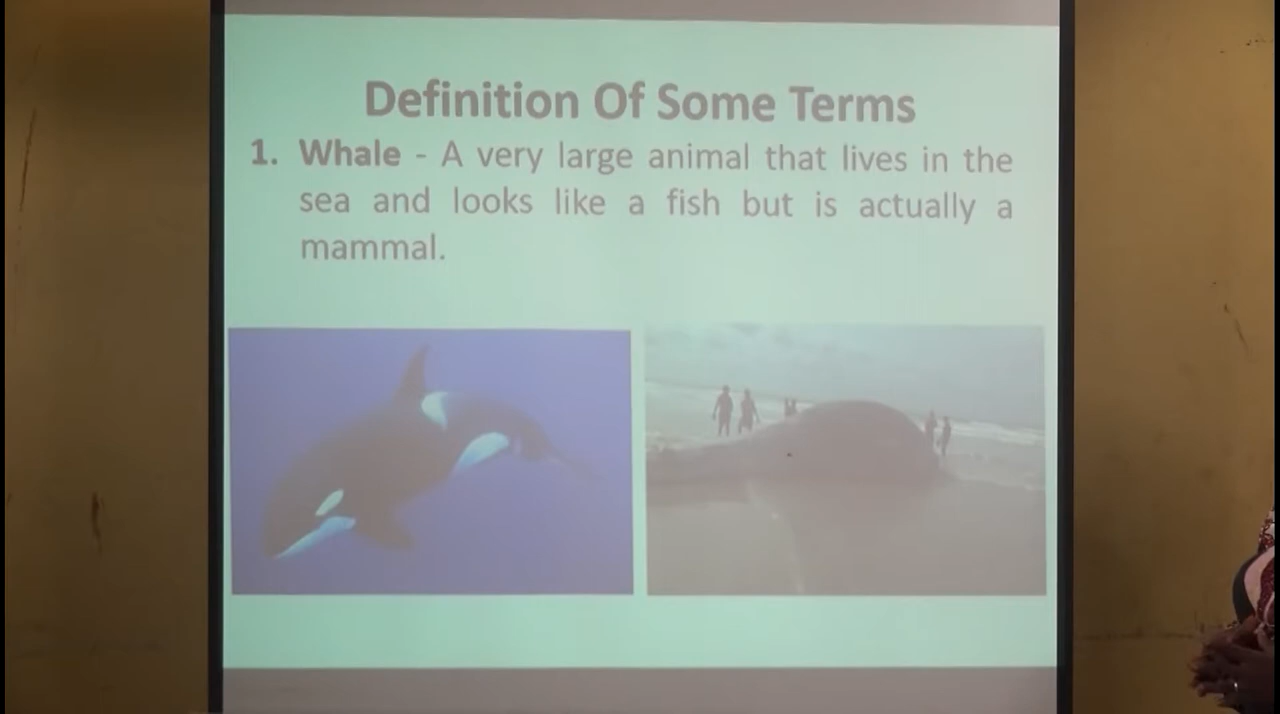 Definition Of Some Terms
1. Whale - A very large animal that lives in the
sea and looks like a fish but is actually a
mammal.